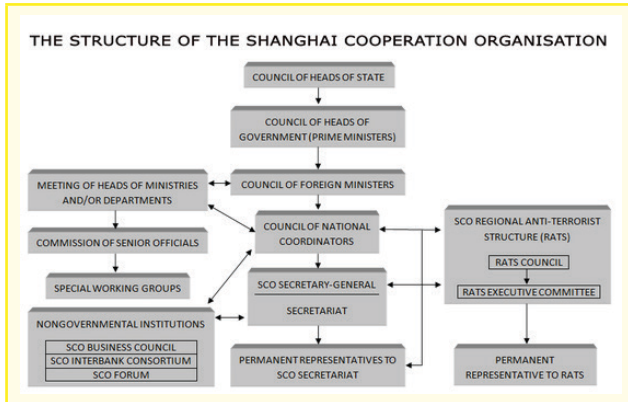 THE STRUCTURE OF THE SHANGHAI COOPERATION ORGANISATION
COUNCIL OF HEADS OF STATE
COUNCIL OF HEADS OF
GOVERNMENT (PRIME MINISTERS)
MEETING OF HEADS OF MINISTRIES
AND/OR DEPARTMENTS
COUNCIL OF FOREIGN MINISTERS
COMMISSION OF SENIOR OFFICIALS
COUNCIL OF NATIONAL
COORDINATORS
SCO REGIONAL ANTI-TERRORIST
STRUCTURE (RATS)
RATS COUNCIL
RATS EXECUTIVE COMMITTEE
SPECIAL WORKING GROUPS
SCO SECRETARY-GENERAL
SECRETARIAT
NONGOVERNMENTAL INSTITUTIONS
SCO BUSINESS COUNCIL
SCO INTERBANK CONSORTIUM
SCO FORUM
PERMANENT REPRESENTATIVES TO
SCO SECRETARIAT
PERMANENT
REPRESENTATIVE TO RATS